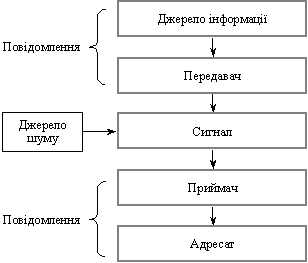 Джерело інформації
Повідомлення
Передавач
Джерело
шуму
Сигнал
Приймач
Повідомлення
Адресат